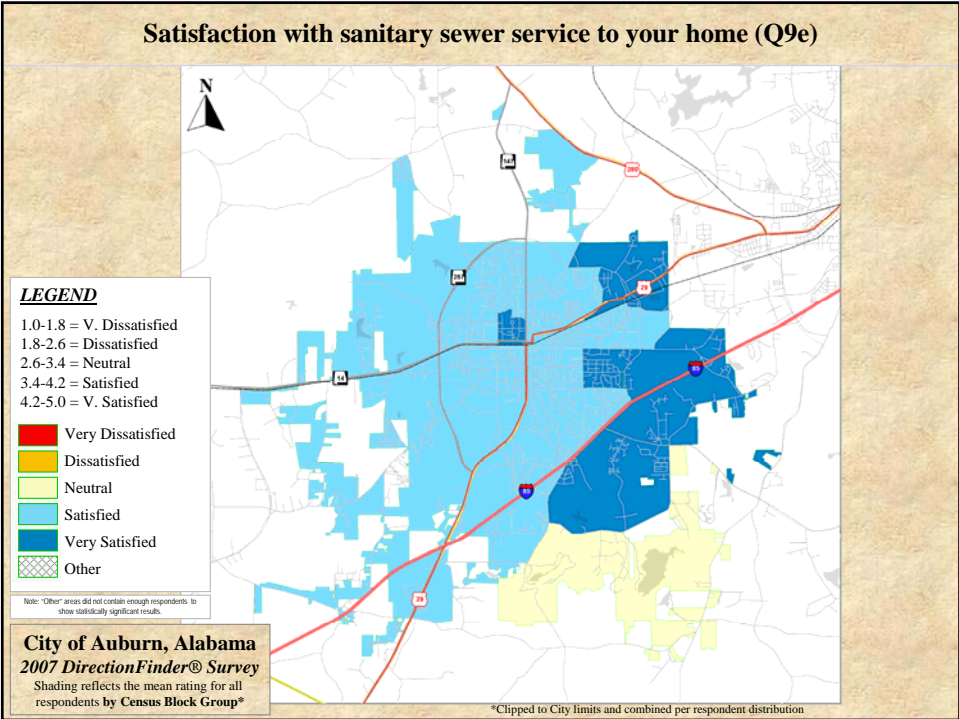 Satisfaction with sanitary sewer service to your home (Q9e)
N
147
280
267
29
14
85
85
29
LEGEND
1.0-1.8 = V. Dissatisfied
1.8-2.6 = Dissatisfied
2.6-3.4 = Neutral
3.4-4.2 = Satisfied
4.2-5.0 = V. Satisfied
Very Dissatisfied
Dissatisfied
Neutral
Satisfied
Very Satisfied
Other
Note: "Other" areas did not contain enough respondents to
show statistically significant results.
City of Auburn, Alabama
2007 DirectionFinder® Survey
Shading reflects the mean rating for all
respondents by Census Block Group*
*Clipped to City limits and combined per respondent distribution